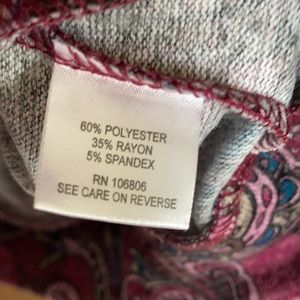 60% POLYESTER
35% RAYON
5% SPANDEX
RN 106806
SEE CARE ON REVERSE